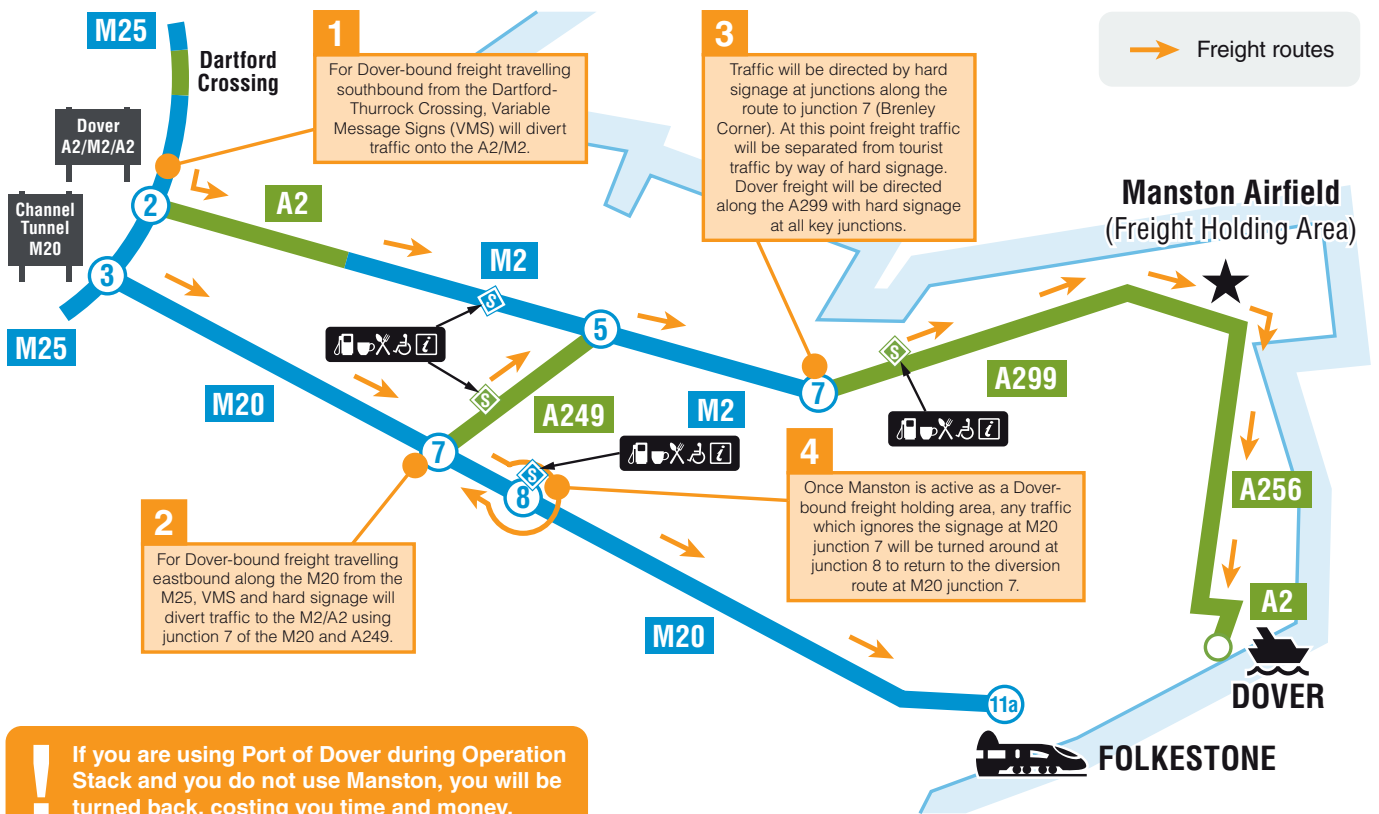 M25
Dartford
Crossing
Dover
A2/M2/A2
Channel
Tunnel
M20
1
For Dover-bound freight travelling
southbound from the Dartford-
Thurrock Crossing, Variable
Message Signs (VMS) will divert
traffic onto the A2/M2.
3
Traffic will be directed by hard
signage at junctions along the
route to junction 7 (Brenley
Corner). At this point freight traffic
will be separated from tourist
traffic by way of hard signage.
Dover freight will be directed
along the A299 with hard signage
at all key junctions.
Freight routes
Manston Airfield
(Freight Holding Area)
2
A2
M2
3
M25
S
5
i
S
M20
A249
M2
7
S
A299
i
7
S
8
i
A256
2
For Dover-bound freight travelling
eastbound along the M20 from the
M25, VMS and hard signage will
divert traffic to the M2/A2 using
junction 7 of the M20 and A249.
4
Once Manston is active as a Dover-
bound freight holding area, any traffic
which ignores the signage at M20
junction 7 will be turned around at
junction 8 to return to the diversion
route at M20 junction 7.
M20
A2
DOVER
11a
FOLKESTONE
!
If you are using Port of Dover during Operation
Stack and you do not use Manston, you will be
turned back, costing you time and money.